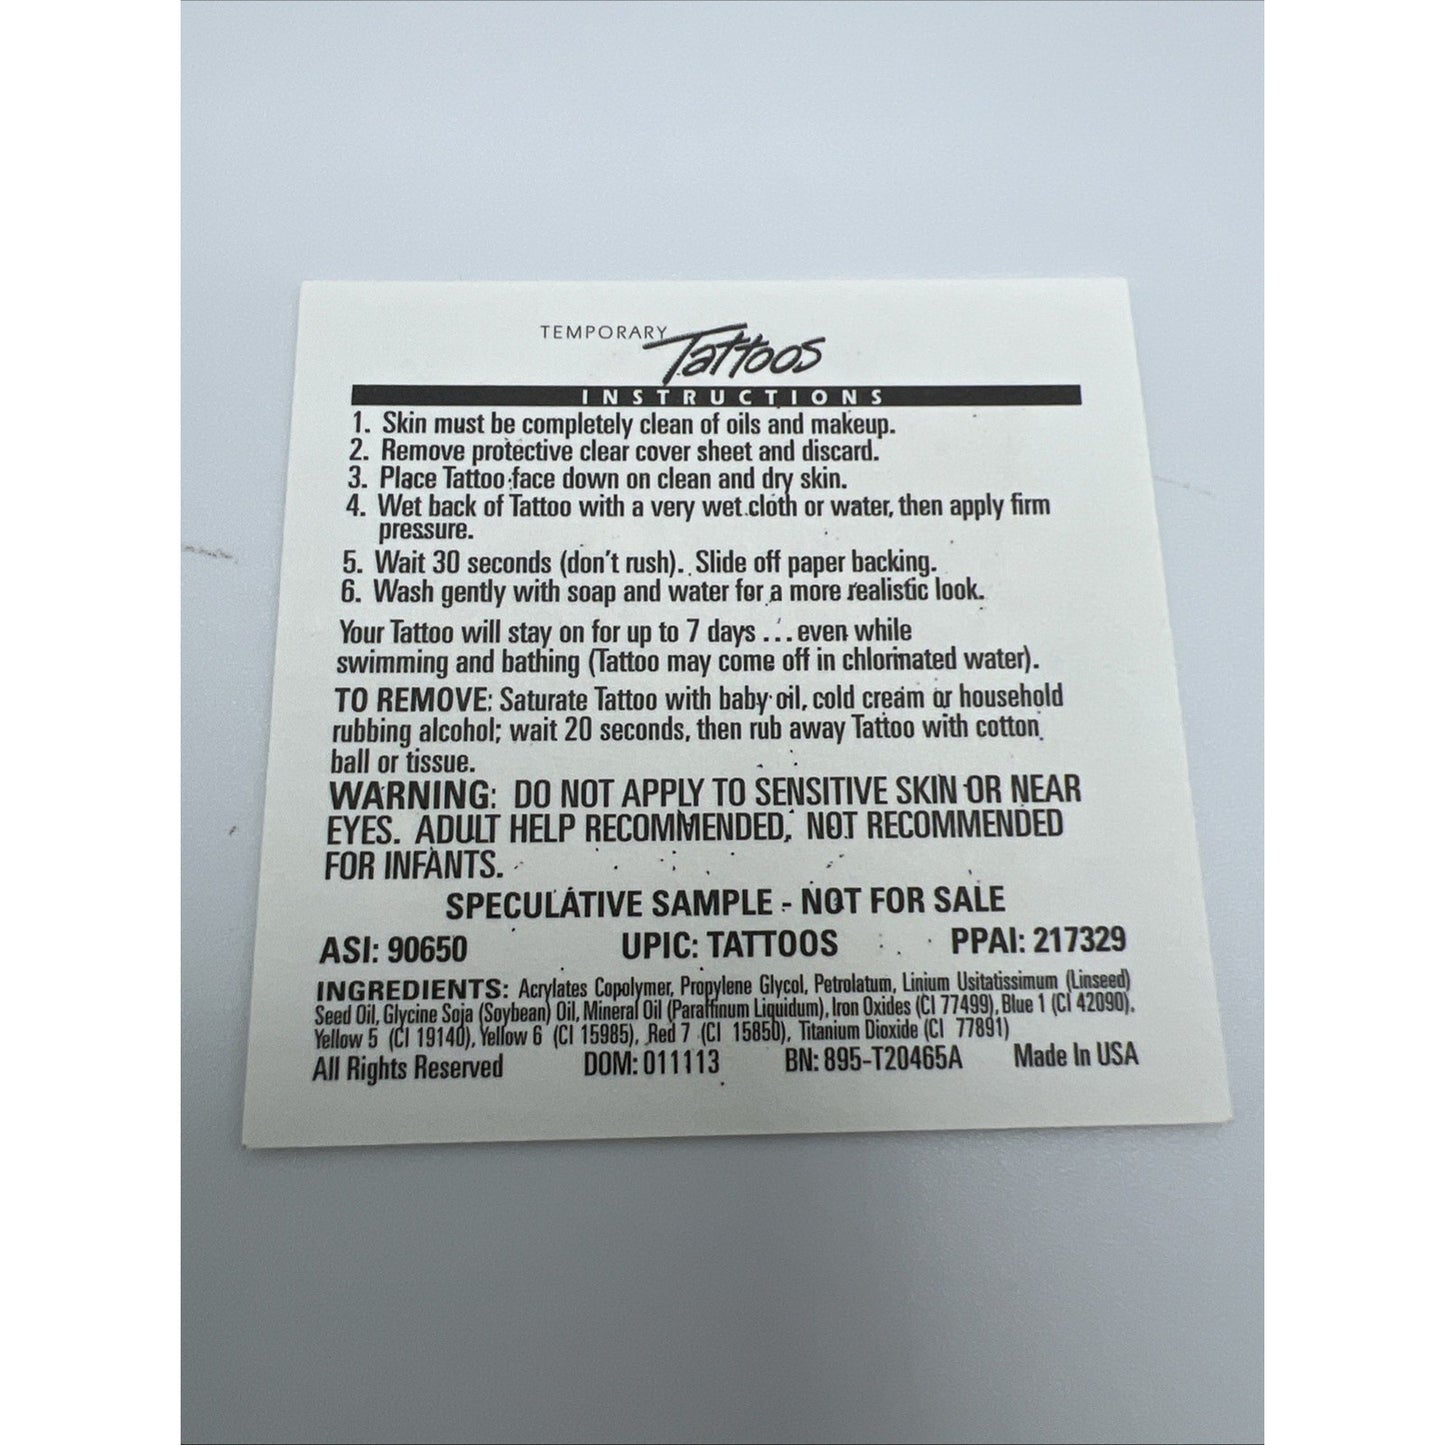 TEMPORARY Tattoos
INSTRUCTIONS
1. Skin must be completely clean of oils and makeup.
2. Remove protective clear cover sheet and discard.
3. Place Tattoo face down on clean and dry skin.
4. Wet back of Tattoo with a very wet cloth or water, then apply firm
pressure.
5. Wait 30 seconds (don't rush). Slide off paper backing.
6. Wash gently with soap and water for a more realistic look.
Your Tattoo will stay on for up to 7 days ... even while
swimming and bathing (Tattoo may come off in chlorinated water).
TO REMOVE: Saturate Tattoo with baby oil, cold cream or household
rubbing alcohol; wait 20 seconds, then rub away Tattoo with cotton
ball or tissue.
WARNING: DO NOT APPLY TO SENSITIVE SKIN OR NEAR
EYES. ADULT HELP RECOMMENDED, NOT RECOMMENDED
FOR INFANTS.
SPECULATIVE SAMPLE - NOT FOR SALE
ASI: 90650 UPIC: TATTOOS PPAI: 217329
INGREDIENTS: Acrylates Copolymer, Propylene Glycol, Petrolatum, Linium Usitatissimum (Linseed)
Seed Oil, Glycine Soja (Soybean) Oil, Mineral Oil (Paraffinum Liquidum), Iron Oxides (CI 77499), Blue 1 (CI 42090),
Yellow 5 (CI 19140), Yellow 6 (CI 15985), Red 7 (CI 15850), Titanium Dioxide (CI 77891)
All Rights Reserved DOM: 011113 BN: 895-T20465A Made In USA